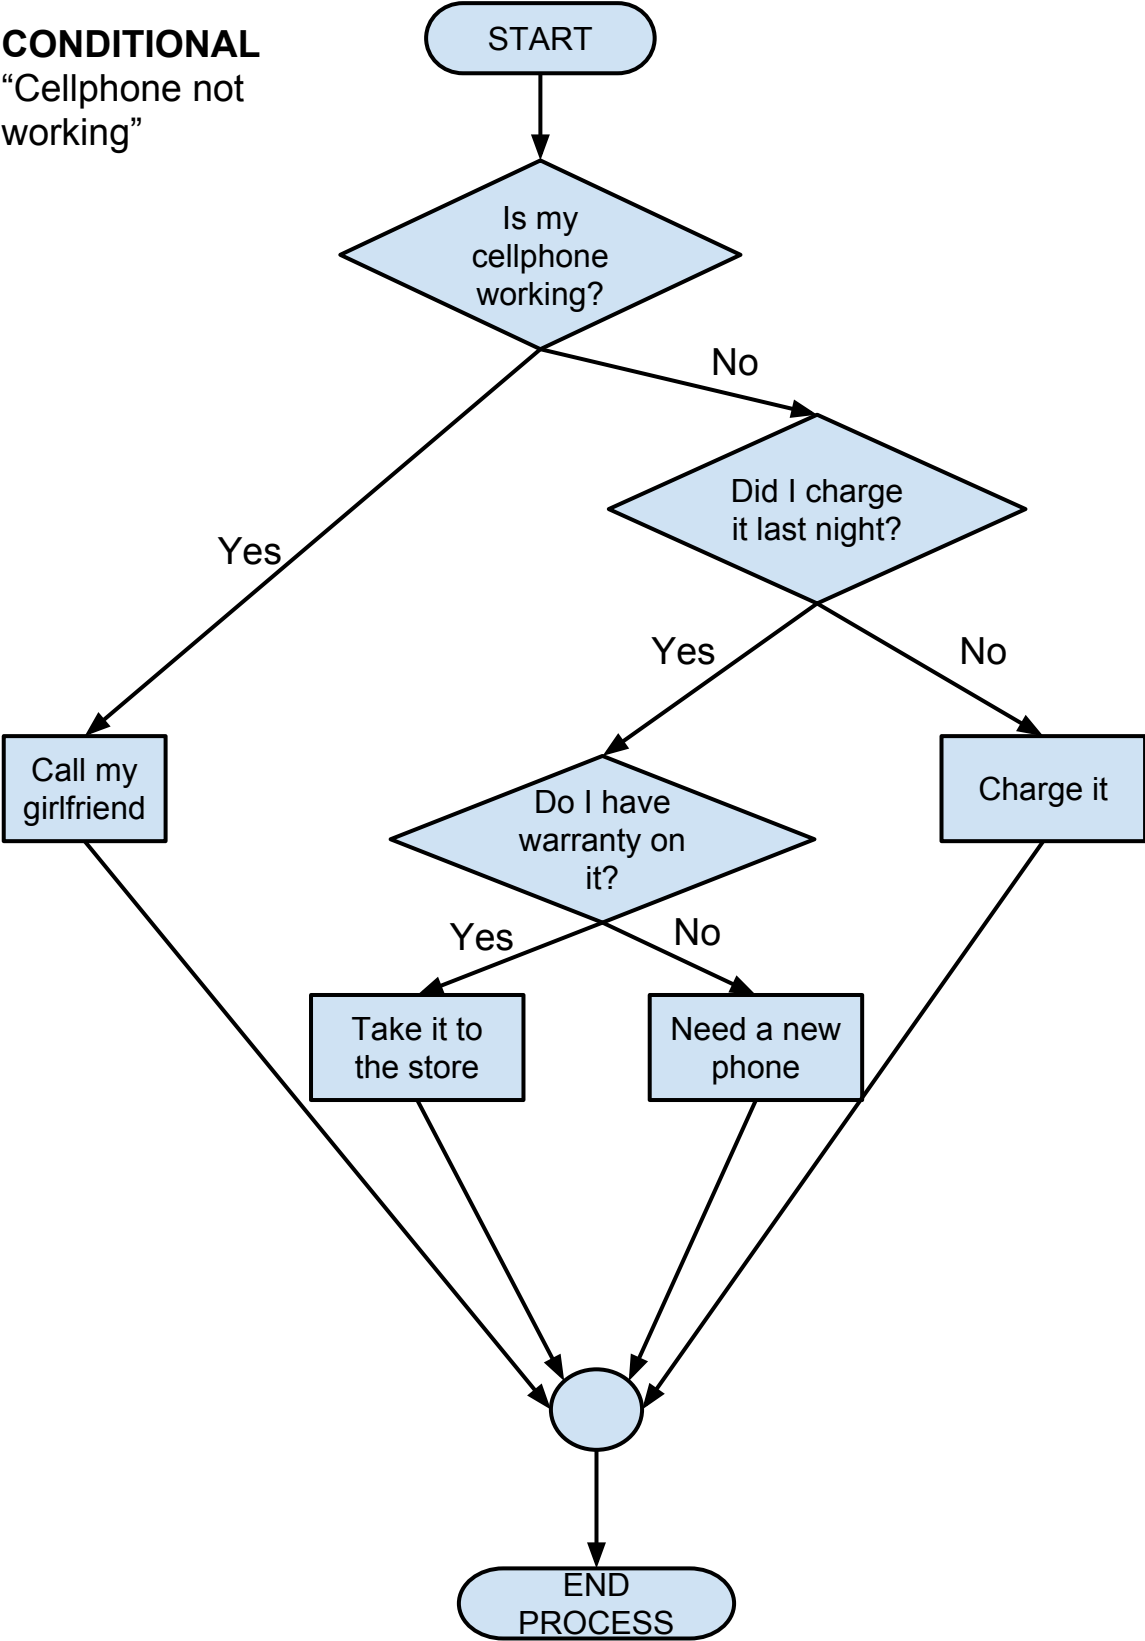 CONDITIONAL
“Cellphone not
working”
START
Is my
cellphone
working?
No
Did I charge
it last night?
Yes
Yes
No
Call my
girlfriend
Do I have
warranty on
it?
Charge it
Yes
No
Take it to
the store
Need a new
phone
END
PROCESS